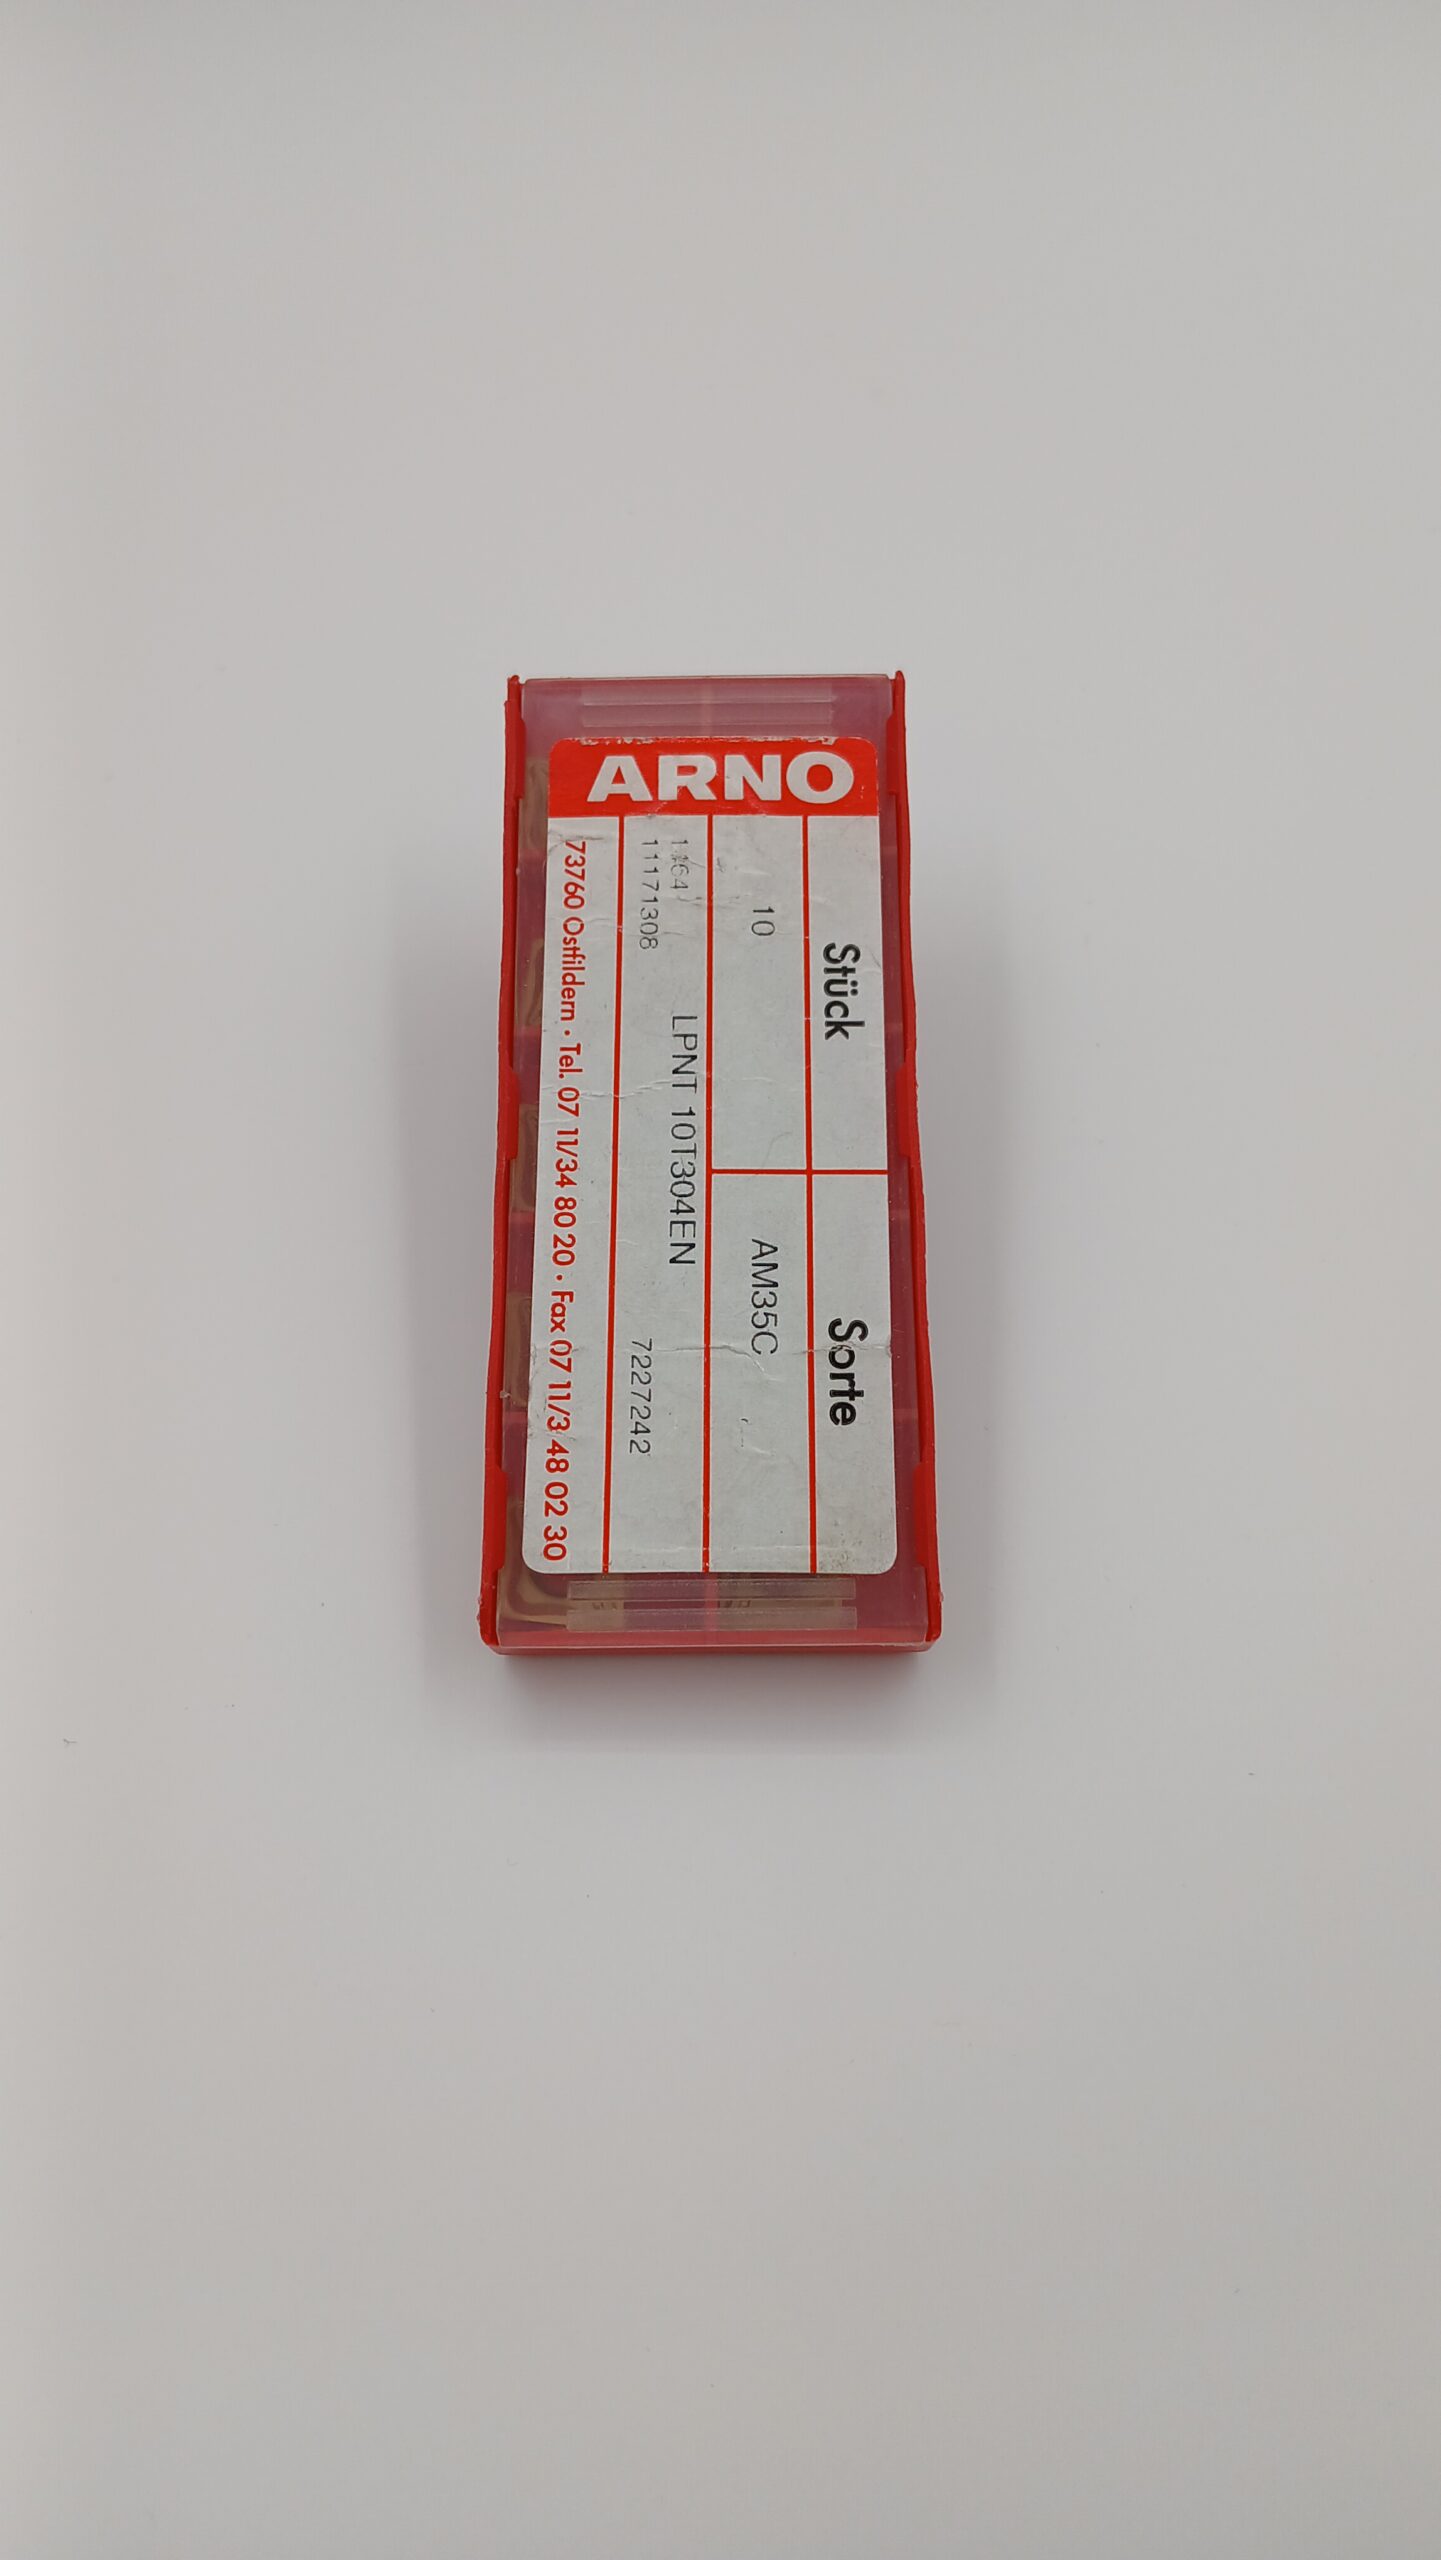 ARNO
Stück
Sorte
10
AM35C
LPNT 10T304EN
11171308
7227242
73760 Ostfildern · Tel. 07 11/34 80 20 · Fax 07 11/3 48 02 30